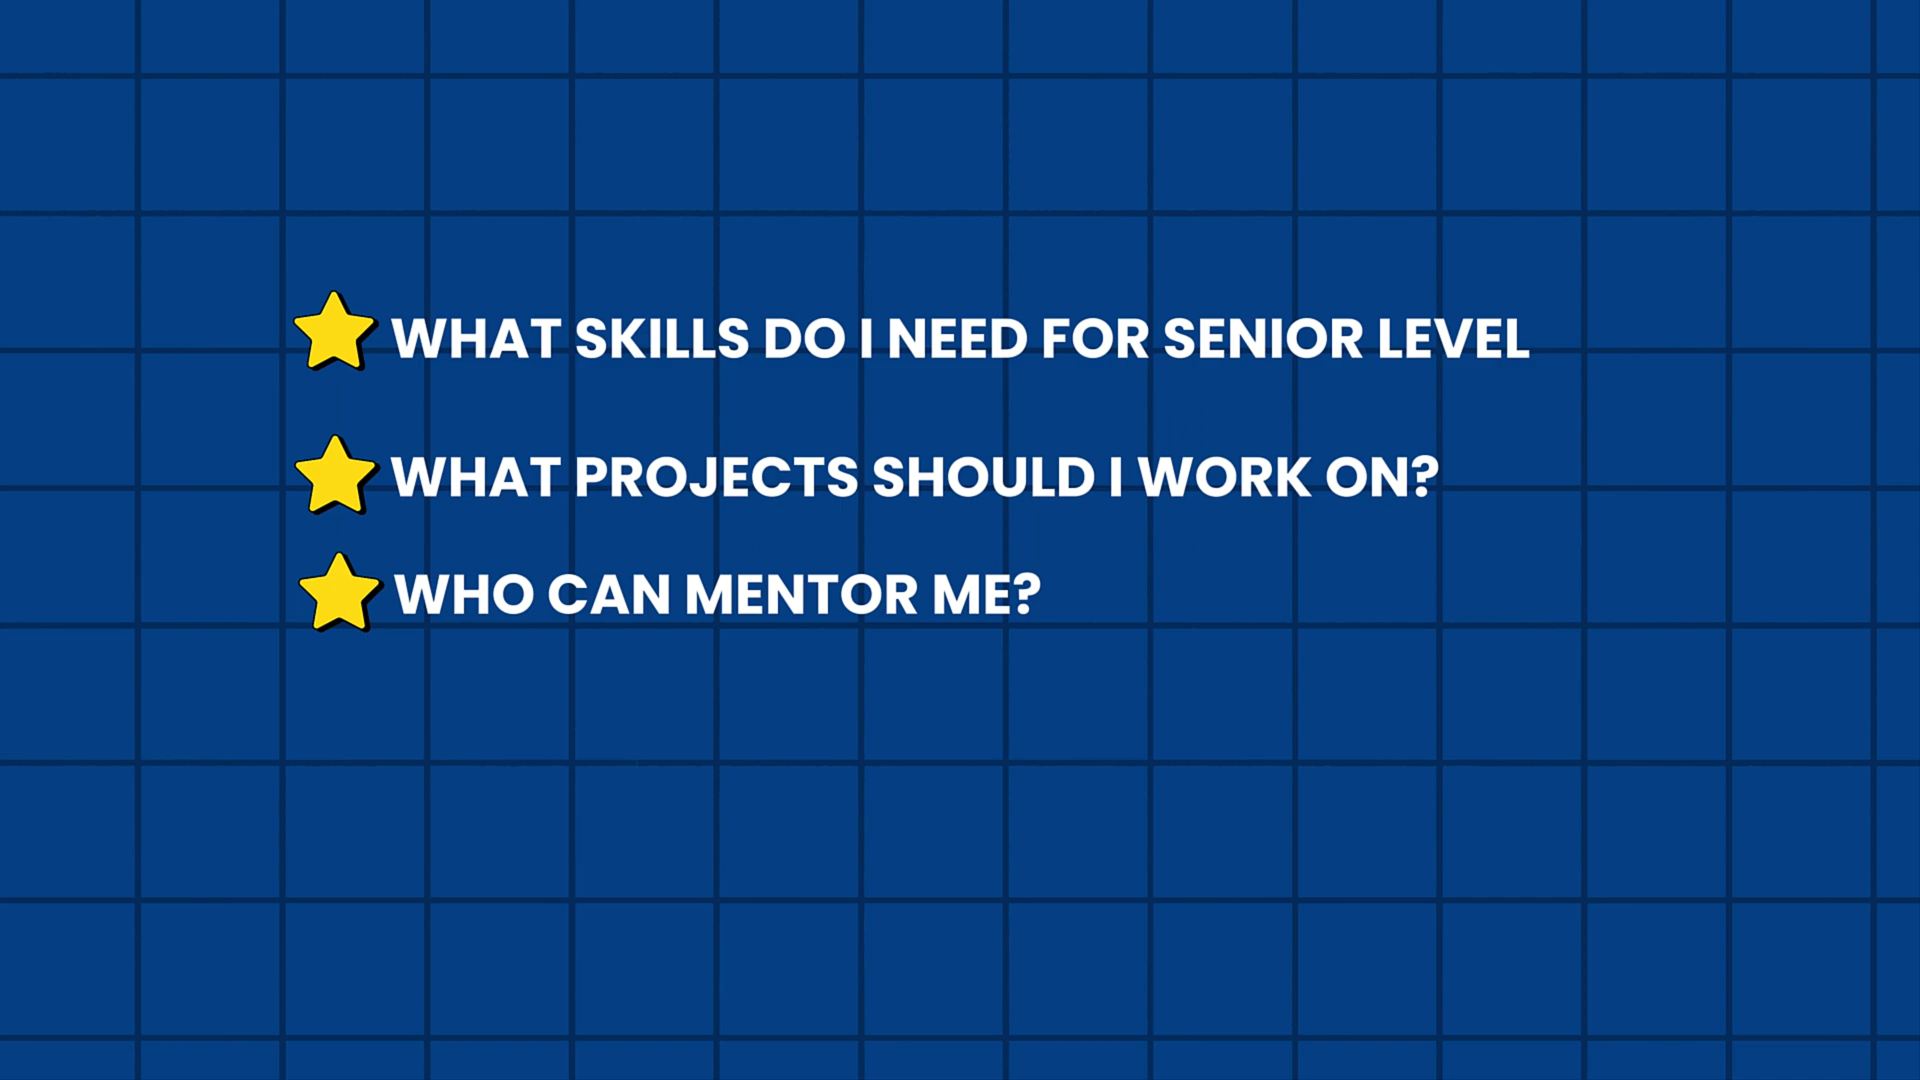 WHAT SKILLS DO I NEED FOR SENIOR LEVEL
WHAT PROJECTS SHOULD I WORK ON?
WHO CAN MENTOR ME?